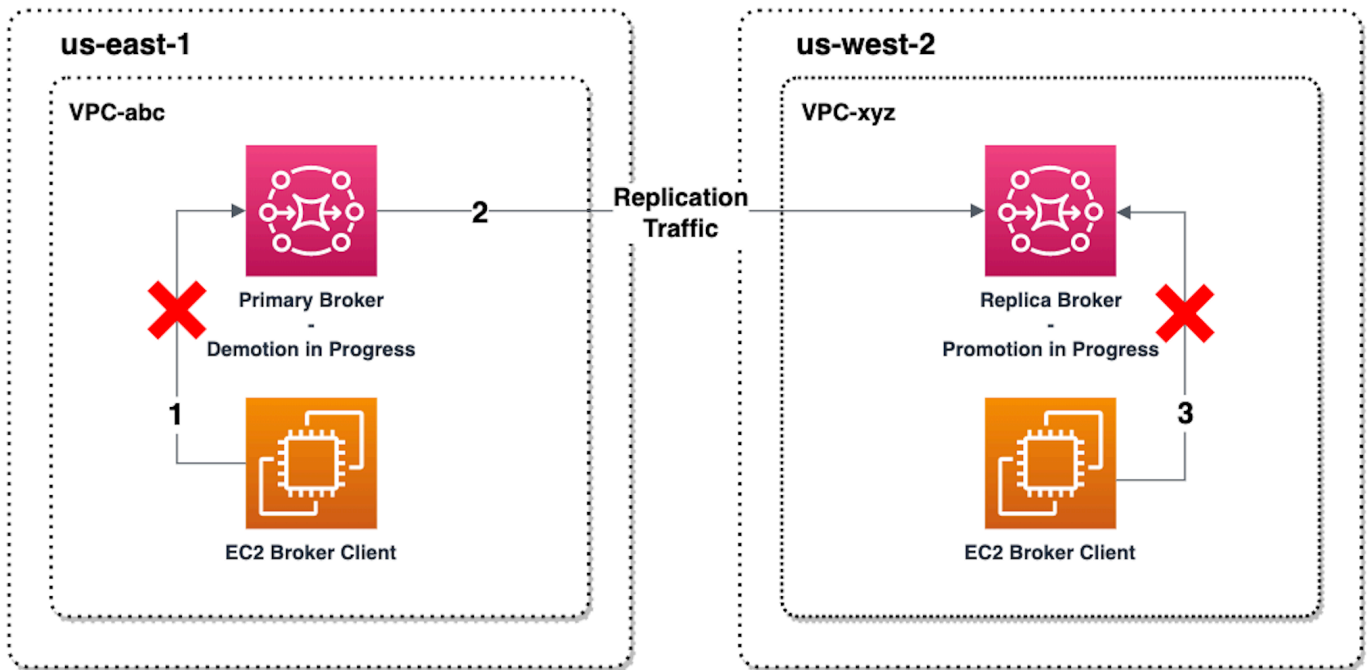 us-east-1
VPC-abc
Primary Broker
-
Demotion in Progress
1
EC2 Broker Client
2
Replication
Traffic
us-west-2
VPC-xyz
Replica Broker
-
Promotion in Progress
3
EC2 Broker Client